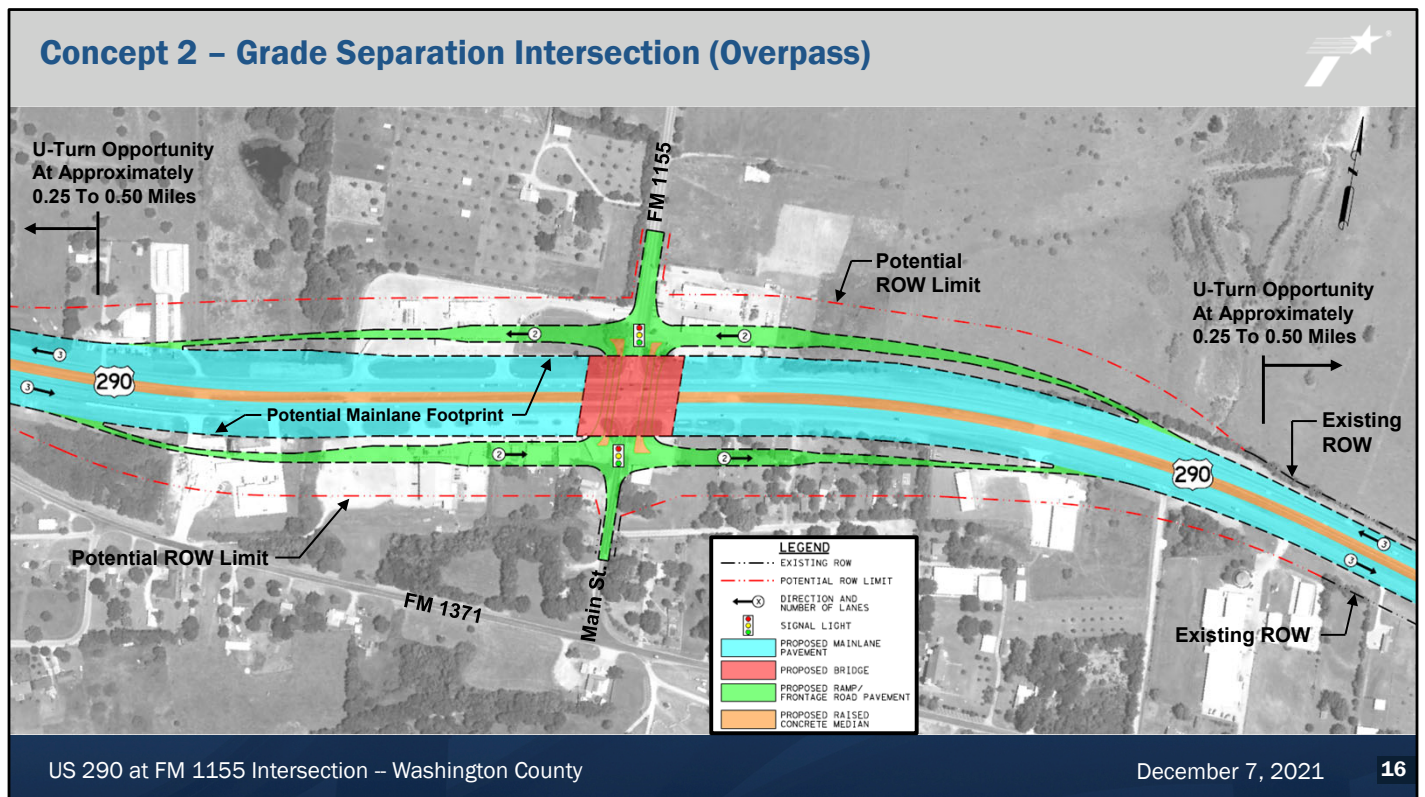 Concept 2 – Grade Separation Intersection (Overpass)
U-Turn Opportunity
At Approximately
0.25 To 0.50 Miles
FM 1155
N
Potential
ROW Limit
U-Turn Opportunity
At Approximately
0.25 To 0.50 Miles
2
2
3
3
290
Potential Mainlane Footprint
Existing
ROW
2
2
290
Potential ROW Limit
3
3
FM 1371
Main St.
Existing ROW
LEGEND
EXISTING ROW
POTENTIAL ROW LIMIT
X
DIRECTION AND
NUMBER OF LANES
SIGNAL LIGHT
PROPOSED MAINLANE
PAVEMENT
PROPOSED BRIDGE
PROPOSED RAMP/
FRONTAGE ROAD PAVEMENT
PROPOSED RAISED
CONCRETE MEDIAN
US 290 at FM 1155 Intersection -- Washington County
December 7, 2021
16